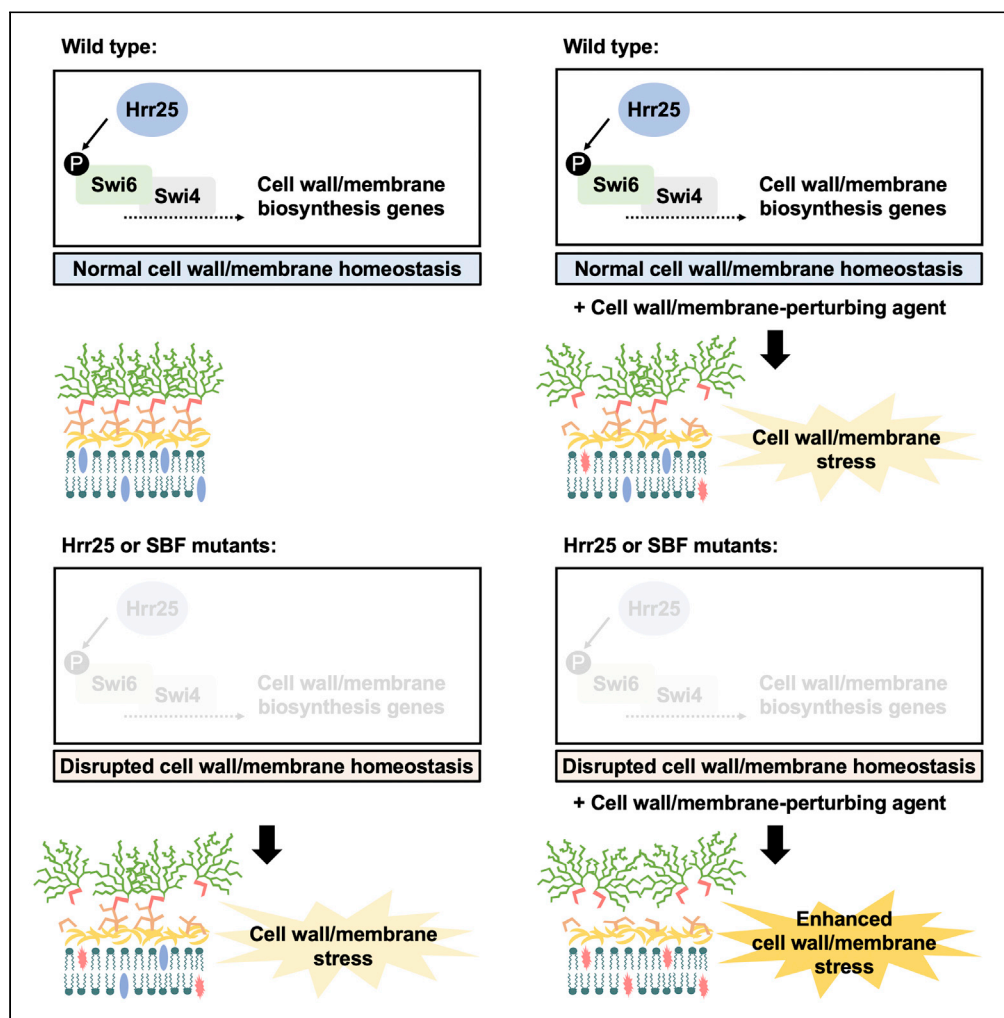 Wild type:
Hrr25
P
Swi6
Swi4
Cell wall/membrane
biosynthesis genes
Normal cell wall/membrane homeostasis
Wild type:
Hrr25
P
Swi6
Swi4
Cell wall/membrane
biosynthesis genes
Normal cell wall/membrane homeostasis
+ Cell wall/membrane-perturbing agent
Cell wall/membrane
stress
Hrr25 or SBF mutants:
Hrr25
P
Swi6
Swi4
Cell wall/membrane
biosynthesis genes
Disrupted cell wall/membrane homeostasis
Cell wall/membrane
stress
Hrr25 or SBF mutants:
Hrr25
P
Swi6
Swi4
Cell wall/membrane
biosynthesis genes
Disrupted cell wall/membrane homeostasis
+ Cell wall/membrane-perturbing agent
Enhanced
cell wall/membrane
stress